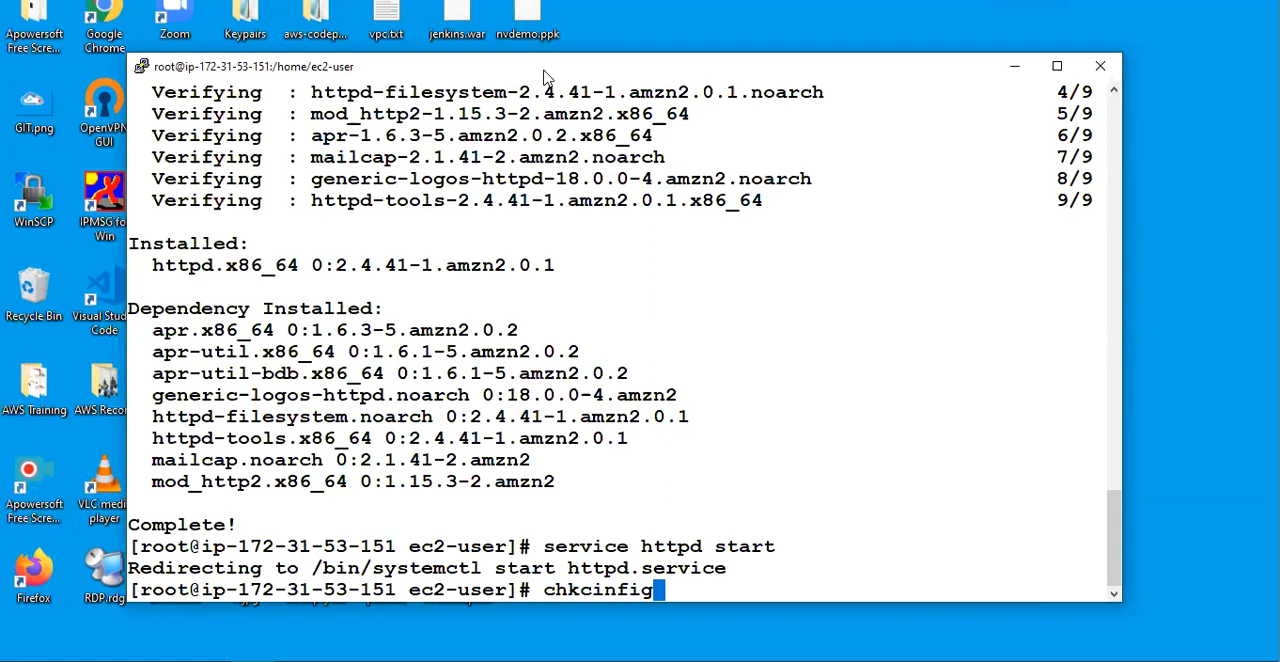 Apowersoft Free Scre...
Google Chrome
Zoom
Keypairs
aws-codep...
vpc.txt
jenkins.war
nvdemo.ppk
GIT.png
OpenVPN GUI
WinSCP
IPMSG for Win
Recycle Bin
Visual Stud Code
AWS Training
AWS Recor
Apowersoft Free Scre...
VLC medi player
Firefox
RDP.rdg
root@ip-172-31-53-151:/home/ec2-user
Verifying : httpd-filesystem-2.4.41-1.amzn2.0.1.noarch 4/9
Verifying : mod_http2-1.15.3-2.amzn2.x86_64 5/9
Verifying : apr-1.6.3-5.amzn2.0.2.x86_64 6/9
Verifying : mailcap-2.1.41-2.amzn2.noarch 7/9
Verifying : generic-logos-httpd-18.0.0-4.amzn2.noarch 8/9
Verifying : httpd-tools-2.4.41-1.amzn2.0.1.x86_64 9/9
Installed:
httpd.x86_64 0:2.4.41-1.amzn2.0.1
Dependency Installed:
apr.x86_64 0:1.6.3-5.amzn2.0.2
apr-util.x86_64 0:1.6.1-5.amzn2.0.2
apr-util-bdb.x86_64 0:1.6.1-5.amzn2.0.2
generic-logos-httpd.noarch 0:18.0.0-4.amzn2
httpd-filesystem.noarch 0:2.4.41-1.amzn2.0.1
httpd-tools.x86_64 0:2.4.41-1.amzn2.0.1
mailcap.noarch 0:2.1.41-2.amzn2
mod_http2.x86_64 0:1.15.3-2.amzn2
Complete!
[root@ip-172-31-53-151 ec2-user]# service httpd start
Redirecting to /bin/systemctl start httpd.service
[root@ip-172-31-53-151 ec2-user]# chkcinfig